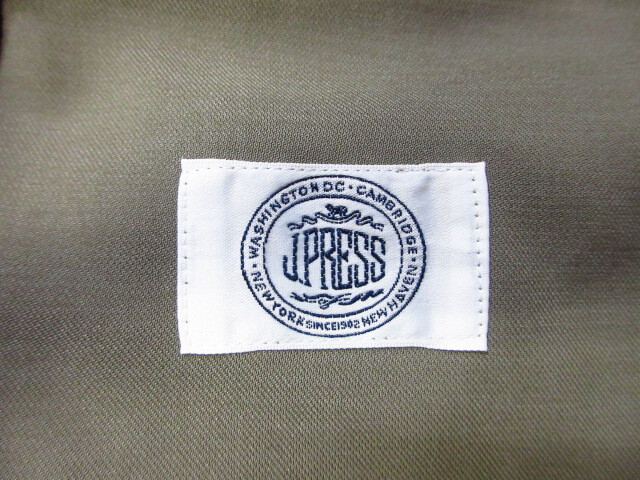 WASHINGTON DC · CAMBRIDGE ·
J.PRESS
· NEW YORK SINCE 1902 NEW HAVEN ·